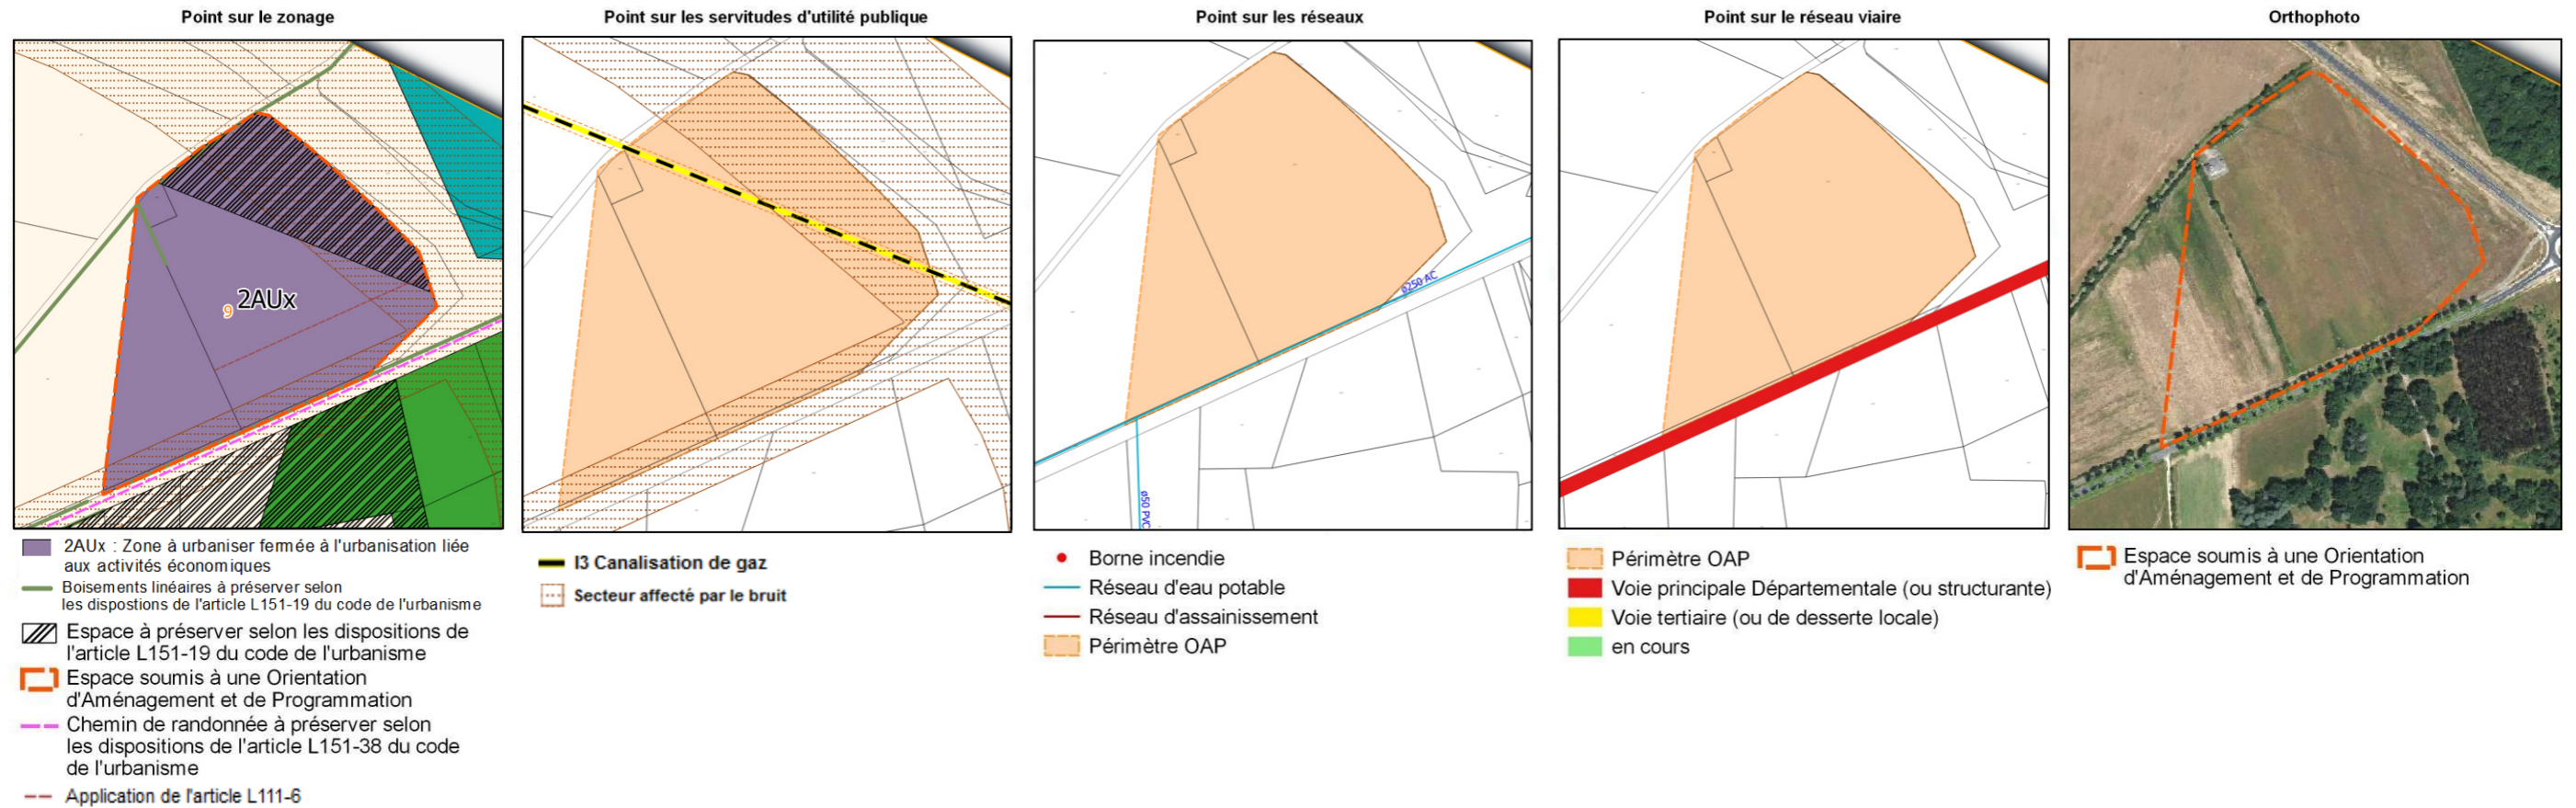 Point sur le zonage
Point sur les servitudes d'utilité publique
Point sur les réseaux
Point sur le réseau viaire
Orthophoto
9 2AUx
ø250 AC
ø50 PVC
2AUx : Zone à urbaniser fermée à l'urbanisation liée
aux activités économiques
Boisements linéaires à préserver selon
les dispostions de l'article L151-19 du code de l'urbanisme
Espace à préserver selon les dispositions de
l'article L151-19 du code de l'urbanisme
Espace soumis à une Orientation
d'Aménagement et de Programmation
Chemin de randonnée à préserver selon
les dispositions de l'article L151-38 du code
de l'urbanisme
Application de l'article L111-6
I3 Canalisation de gaz
Secteur affecté par le bruit
Borne incendie
Réseau d'eau potable
Réseau d'assainissement
Périmètre OAP
Périmètre OAP
Voie principale Départementale (ou structurante)
Voie tertiaire (ou de desserte locale)
en cours
Espace soumis à une Orientation
d'Aménagement et de Programmation